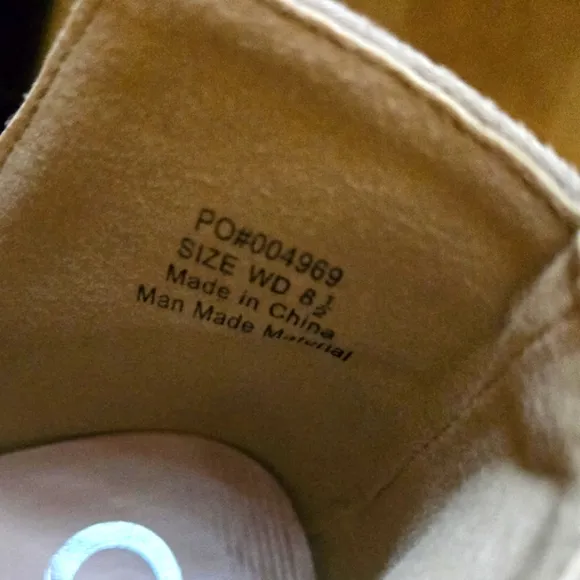 PO#004969
SIZE WD 8½
Made in China
Man Made Material